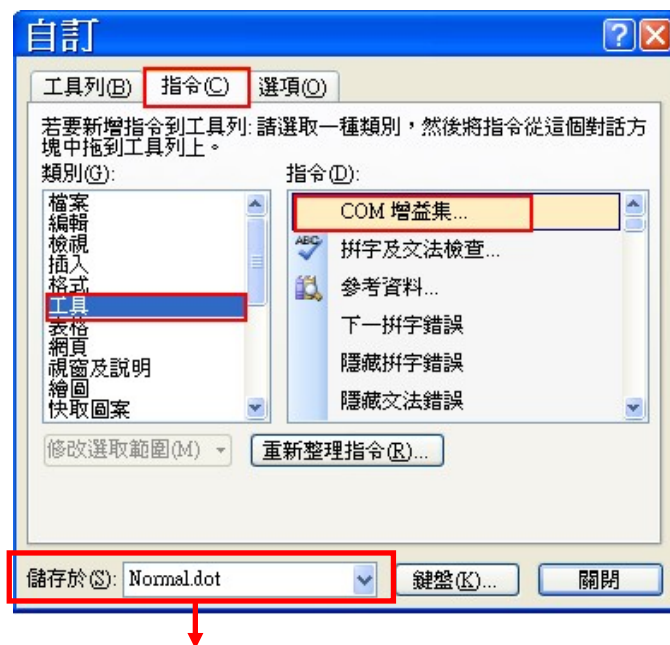 自訂
工具列(B) 指令(C) 選項(O)
若要新增指令到工具列: 請選取一種類別，然後將指令從這個對話方
塊中拖到工具列上。
類別(G): 指令(D):
檔案
編輯
檢視
插入
格式
工具
表格
網頁
視窗及說明
繪圖
快取圖案
COM 增益集...
ABC 拼字及文法檢查...
參考資料...
下一拼字錯誤
隱藏拼字錯誤
隱藏文法錯誤
修改選取範圍(M) 重新整理指令(R)...
儲存於(S): Normal.dot 鍵盤(K)... 關閉